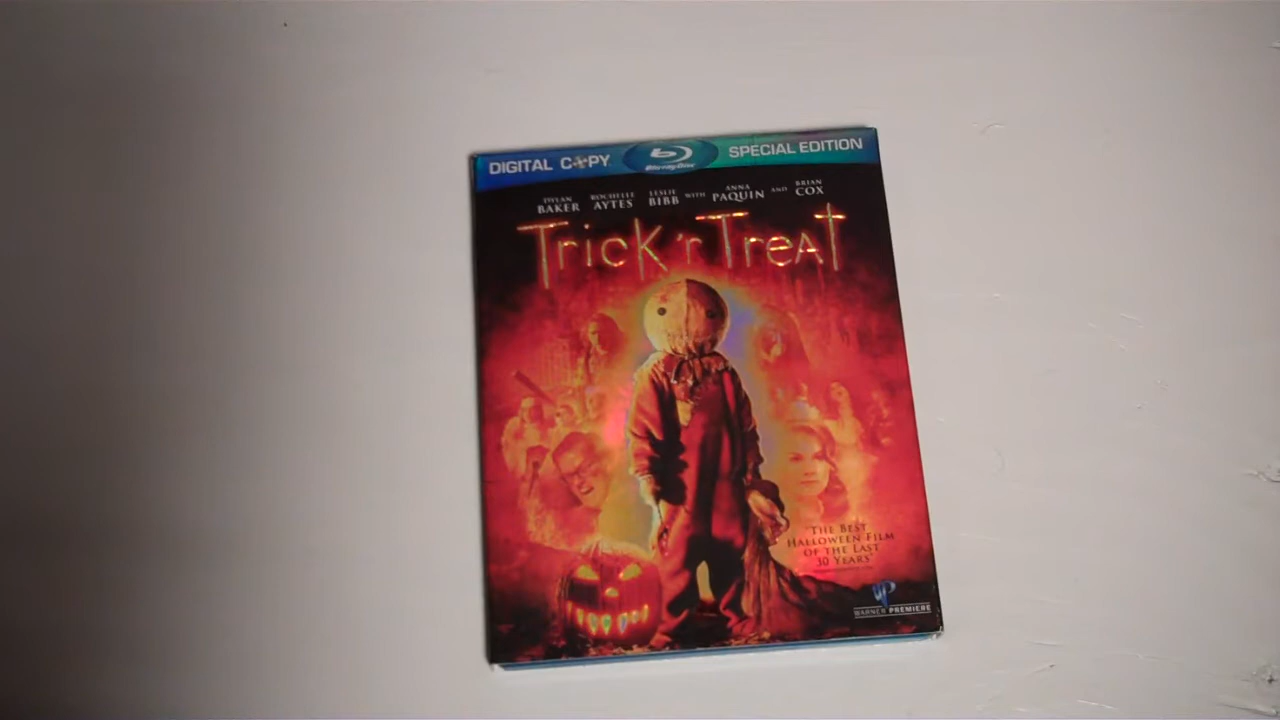 DIGITAL COPY Blu-ray Disc SPECIAL EDITION
DYLAN BAKER ROCHELLE AYTES LESLIE BIBB WITH ANNA PAQUIN AND BRIAN COX
Trick 'r Treat
"THE BEST
HALLOWEEN FILM
OF THE LAST
30 YEARS"
WARNER PREMIERE